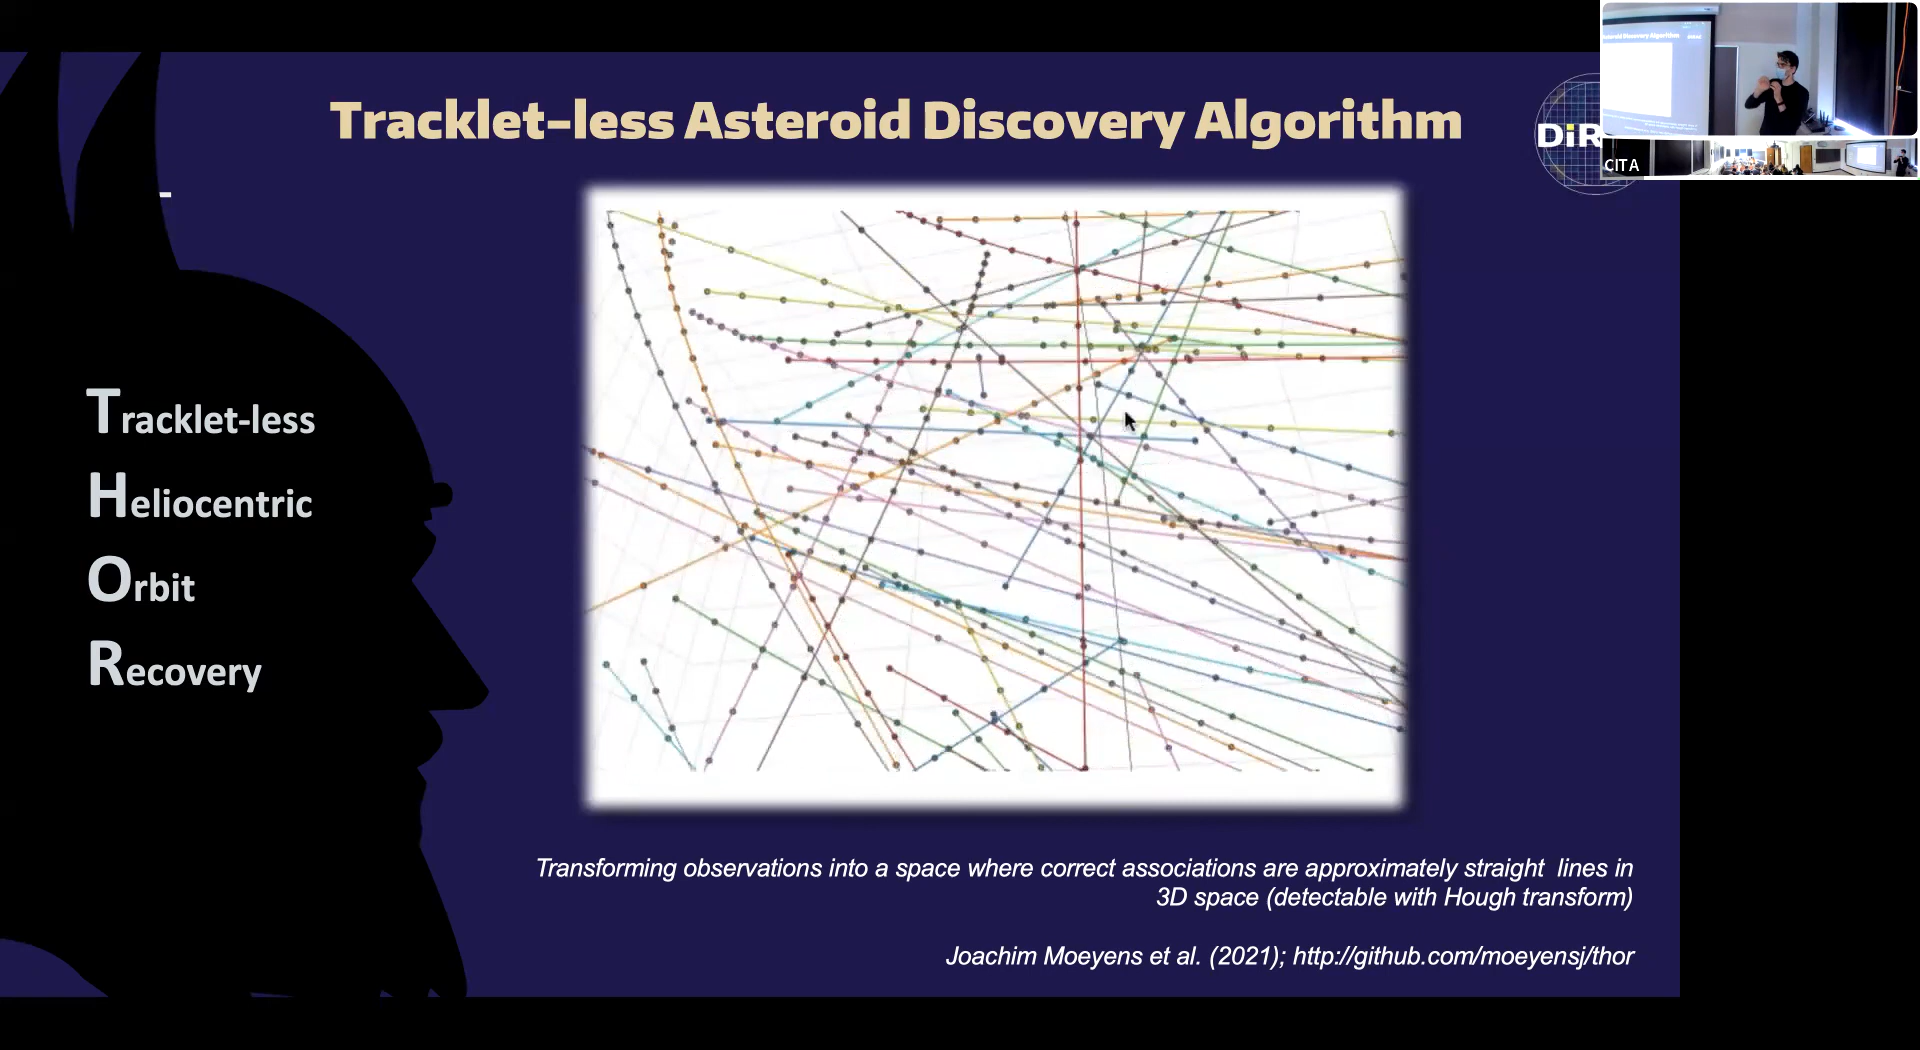 Tracklet-less Asteroid Discovery Algorithm
DiR
CITA
Tracklet-less
Heliocentric
Orbit
Recovery
Transforming observations into a space where correct associations are approximately straight lines in
3D space (detectable with Hough transform)
Joachim Moeyens et al. (2021); http://github.com/moeyensj/thor